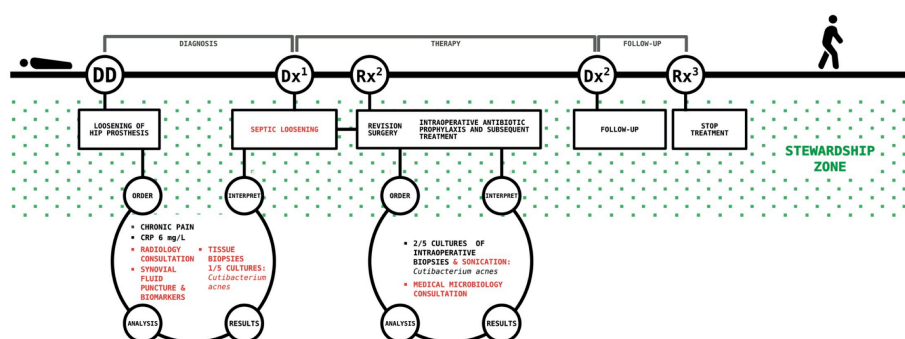 DIAGNOSIS
THERAPY
FOLLOW-UP
DD
Dx1
Rx2
Dx2
Rx3
LOOSENING OF
HIP PROSTHESIS
SEPTIC LOOSENING
REVISION
SURGERY
INTRAOPERATIVE ANTIBIOTIC
PROPHYLAXIS AND SUBSEQUENT
TREATMENT
FOLLOW-UP
STOP
TREATMENT
STEWARDSHIP
ZONE
ORDER
INTERPRET
CHRONIC PAIN
CRP 6 mg/L
RADIOLOGY
CONSULTATION
SYNOVIAL
FLUID
PUNCTURE &
BIOMARKERS
TISSUE
BIOPSIES
1/5 CULTURES:
Cutibacterium
acnes
ANALYSIS
RESULTS
ORDER
INTERPRET
2/5 CULTURES OF
INTRAOPERATIVE
BIOPSIES & SONICATION:
Cutibacterium acnes
MEDICAL MICROBIOLOGY
CONSULTATION
ANALYSIS
RESULTS